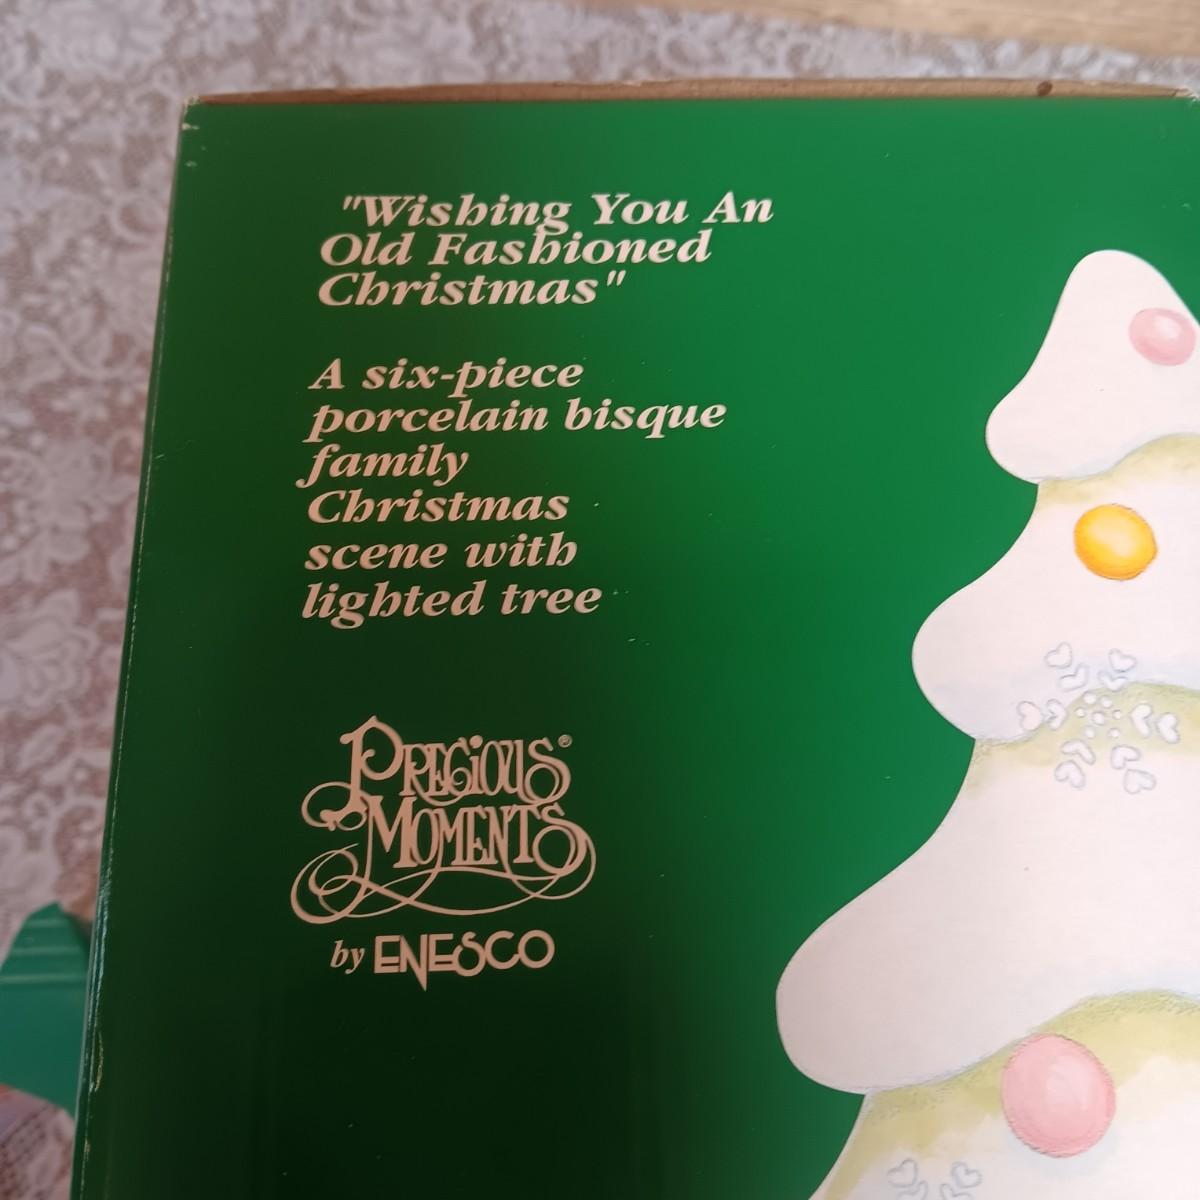 "Wishing You An
Old Fashioned
Christmas"
A six-piece
porcelain bisque
family
Christmas
scene with
lighted tree
PRECIOUS®
MOMENTS
by ENESCO